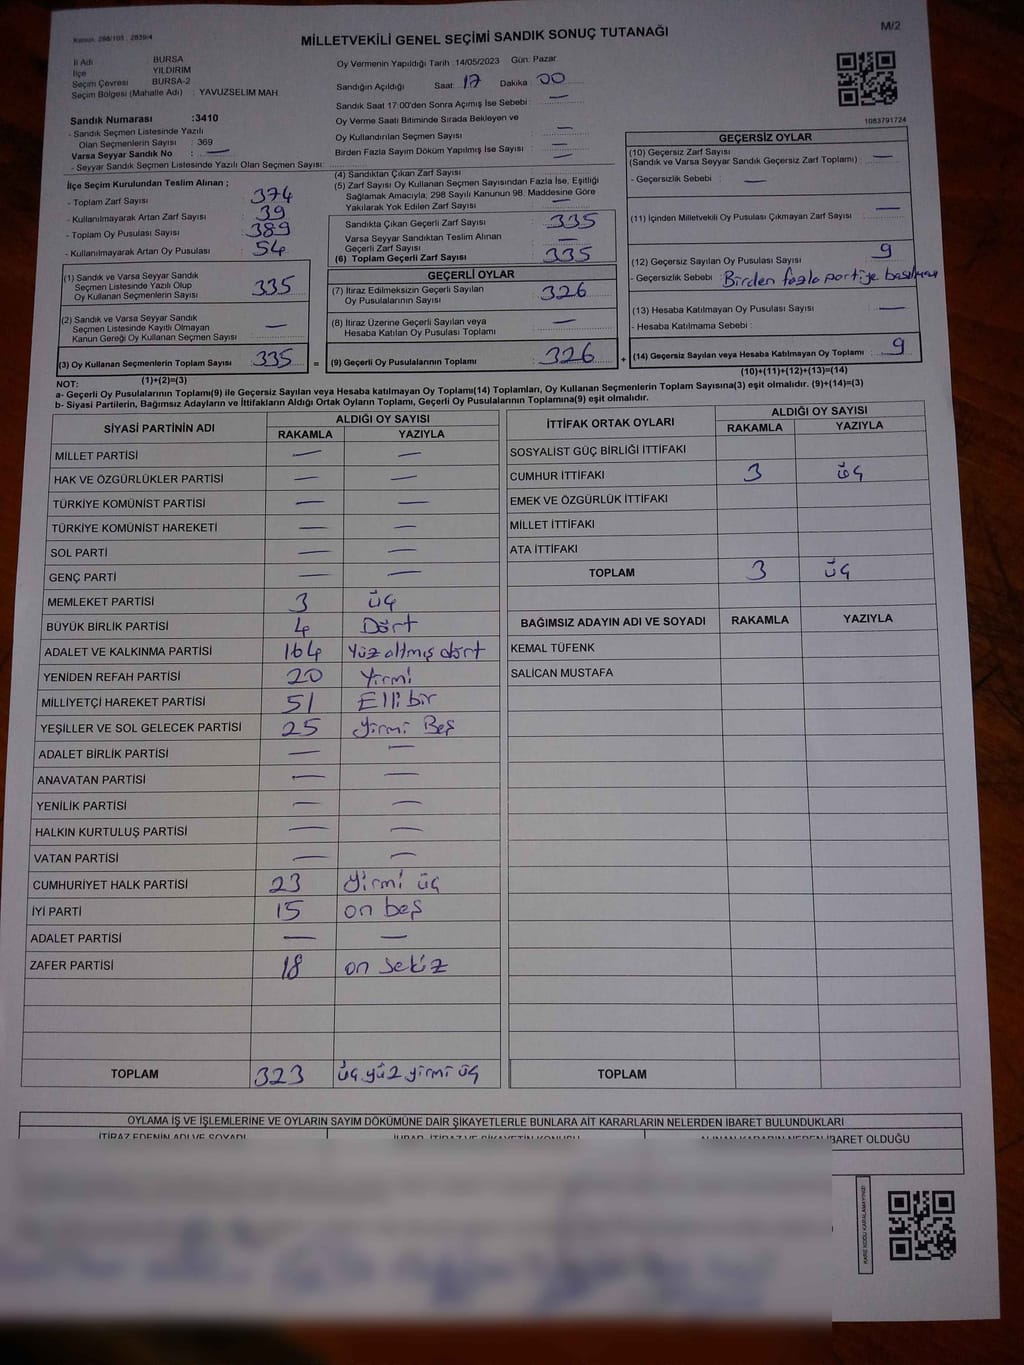 Kanun: 298/103 : 2839/4
MİLLETVEKİLİ GENEL SEÇİMİ SANDIK SONUÇ TUTANAĞI
M/2
İl Adı BURSA
İlçe YILDIRIM
Seçim Çevresi BURSA-2
Seçim Bölgesi (Mahalle Adı) : YAVUZSELİM MAH.
Sandık Numarası :3410
- Sandık Seçmen Listesinde Yazılı
Olan Seçmenlerin Sayısı : 369
Varsa Seyyar Sandık No : —
- Seyyar Sandık Seçmen Listesinde Yazılı Olan Seçmen Sayısı:
Oy Vermenin Yapıldığı Tarih :14/05/2023 Gün: Pazar
Sandığın Açıldığı Saat: 17 Dakika: 00
Sandık Saat 17:00'den Sonra Açımış İse Sebebi : —
Oy Verme Saati Bitiminde Sırada Bekleyen ve
Oy Kullandırılan Seçmen Sayısı : —
Birden Fazla Sayım Döküm Yapılmış İse Sayısı : —
1083791724
İlçe Seçim Kurulundan Teslim Alınan ;
- Toplam Zarf Sayısı : 374
- Kullanılmayarak Artan Zarf Sayısı : 39
- Toplam Oy Pusulası Sayısı : 389
- Kullanılmayarak Artan Oy Pusulası : 54
(1) Sandık ve Varsa Seyyar Sandık
Seçmen Listesinde Yazılı Olup
Oy Kullanan Seçmenlerin Sayısı 335
(2) Sandık ve Varsa Seyyar Sandık
Seçmen Listesinde Kayıtlı Olmayan
Kanun Gereği Oy Kullanan Seçmen Sayısı —
(3) Oy Kullanan Seçmenlerin Toplam Sayısı 335 =
(1)+(2)=(3)
(4) Sandıktan Çıkan Zarf Sayısı : —
(5) Zarf Sayısı Oy Kullanan Seçmen Sayısından Fazla İse, Eşitliği
Sağlamak Amacıyla; 298 Sayılı Kanunun 98. Maddesine Göre
Yakılarak Yok Edilen Zarf Sayısı : —
Sandıkta Çıkan Geçerli Zarf Sayısı : 335
Varsa Seyyar Sandıktan Teslim Alınan
Geçerli Zarf Sayısı : —
(6) Toplam Geçerli Zarf Sayısı : 335
GEÇERLİ OYLAR
(7) İtiraz Edilmeksizin Geçerli Sayılan
Oy Pusulalarının Sayısı : 326
(8) İtiraz Üzerine Geçerli Sayılan veya
Hesaba Katılan Oy Pusulası Toplamı : —
(9) Geçerli Oy Pusulalarının Toplamı : 326 +
GEÇERSİZ OYLAR
(10) Geçersiz Zarf Sayısı
(Sandık ve Varsa Seyyar Sandık Geçersiz Zarf Toplamı) : —
- Geçersizlik Sebebi : —
(11) İçinden Milletvekili Oy Pusulası Çıkmayan Zarf Sayısı : —
(12) Geçersiz Sayılan Oy Pusulası Sayısı : 9
- Geçersizlik Sebebi : Birden fazla partiye basılması
(13) Hesaba Katılmayan Oy Pusulası Sayısı : —
- Hesaba Katılmama Sebebi :
(14) Geçersiz Sayılan veya Hesaba Katılmayan Oy Toplamı : 9
(10)+(11)+(12)+(13)=(14)
NOT:
a- Geçerli Oy Pusulalarının Toplamı(9) ile Geçersiz Sayılan veya Hesap Katılmayan Oy Toplamı(14) Toplamları, Oy Kullanan Seçmenlerin Toplam Sayısına(3) eşit olmalıdır. (9)+(14)=(3)
b- Siyasi Partilerin, Bağımsız Adayların ve İttifakların Aldığı Ortak Oyların Toplamı, Geçerli Oy Pusulalarının Toplamına(9) eşit olmalıdır.
SİYASİ PARTİNİN ADI ALDIĞI OY SAYISI
RAKAMLA YAZIYLA
MİLLET PARTİSİ — —
HAK VE ÖZGÜRLÜKLER PARTİSİ — —
TÜRKİYE KOMÜNİST PARTİSİ — —
TÜRKİYE KOMÜNİST HAREKETİ — —
SOL PARTİ — —
GENÇ PARTİ — —
MEMLEKET PARTİSİ 3 üç
BÜYÜK BİRLİK PARTİSİ 4 Dört
ADALET VE KALKINMA PARTİSİ 164 Yüz altmış dört
YENİDEN REFAH PARTİSİ 20 Yirmi
MİLLİYETÇİ HAREKET PARTİSİ 51 Elli bir
YEŞİLLER VE SOL GELECEK PARTİSİ 25 Yirmi Beş
ADALET BİRLİK PARTİSİ — —
ANAVATAN PARTİSİ — —
YENİLİK PARTİSİ — —
HALKIN KURTULUŞ PARTİSİ — —
VATAN PARTİSİ — —
CUMHURİYET HALK PARTİSİ 23 Yirmi üç
İYİ PARTİ 15 on beş
ADALET PARTİSİ — —
ZAFER PARTİSİ 18 on sekiz
TOPLAM 323 üç yüz yirmi üç
İTTİFAK ORTAK OYLARI ALDIĞI OY SAYISI
RAKAMLA YAZIYLA
SOSYALİST GÜÇ BİRLİĞİ İTTİFAKI
CUMHUR İTTİFAKI 3 üç
EMEK VE ÖZGÜRLÜK İTTİFAKI
MİLLET İTTİFAKI
ATA İTTİFAKI
TOPLAM 3 üç
BAĞIMSIZ ADAYIN ADI VE SOYADI RAKAMLA YAZIYLA
KEMAL TÜFENK
SALİCAN MUSTAFA
TOPLAM
OYLAMA İŞ VE İŞLEMLERİNE VE OYLARIN SAYIM DÖKÜMÜNE DAİR ŞİKAYETLERLE BUNLARA AİT KARARLARIN NELERDEN İBARET BULUNDUKLARI
İTİRAZ EDENİN ADI VE SOYADI ALINAN KARARIN NEDEN İBARET OLDUĞU
KARE KODU KARALAMAYINIZ!